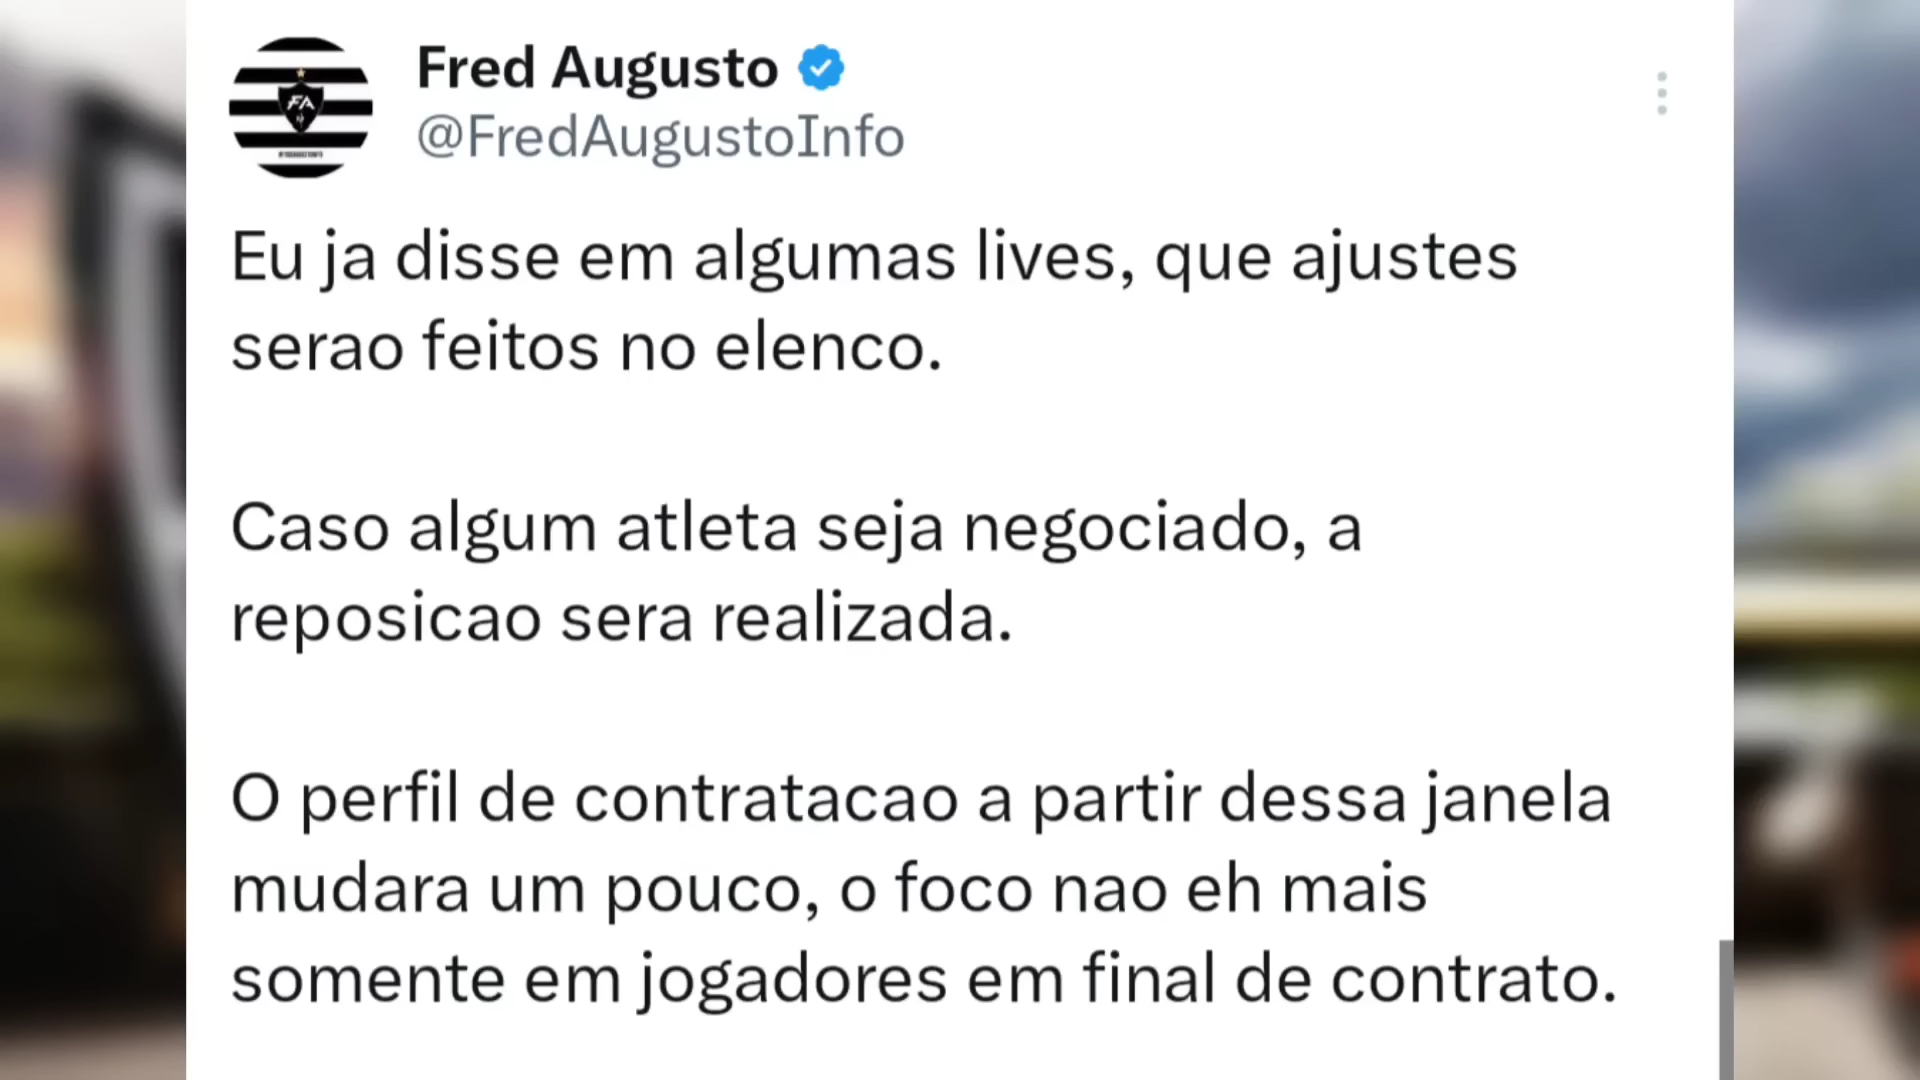 Fred Augusto
@FredAugustoInfo
FA
Eu ja disse em algumas lives, que ajustes
serao feitos no elenco.
Caso algum atleta seja negociado, a
reposicao sera realizada.
O perfil de contratacao a partir dessa janela
mudara um pouco, o foco nao eh mais
somente em jogadores em final de contrato.